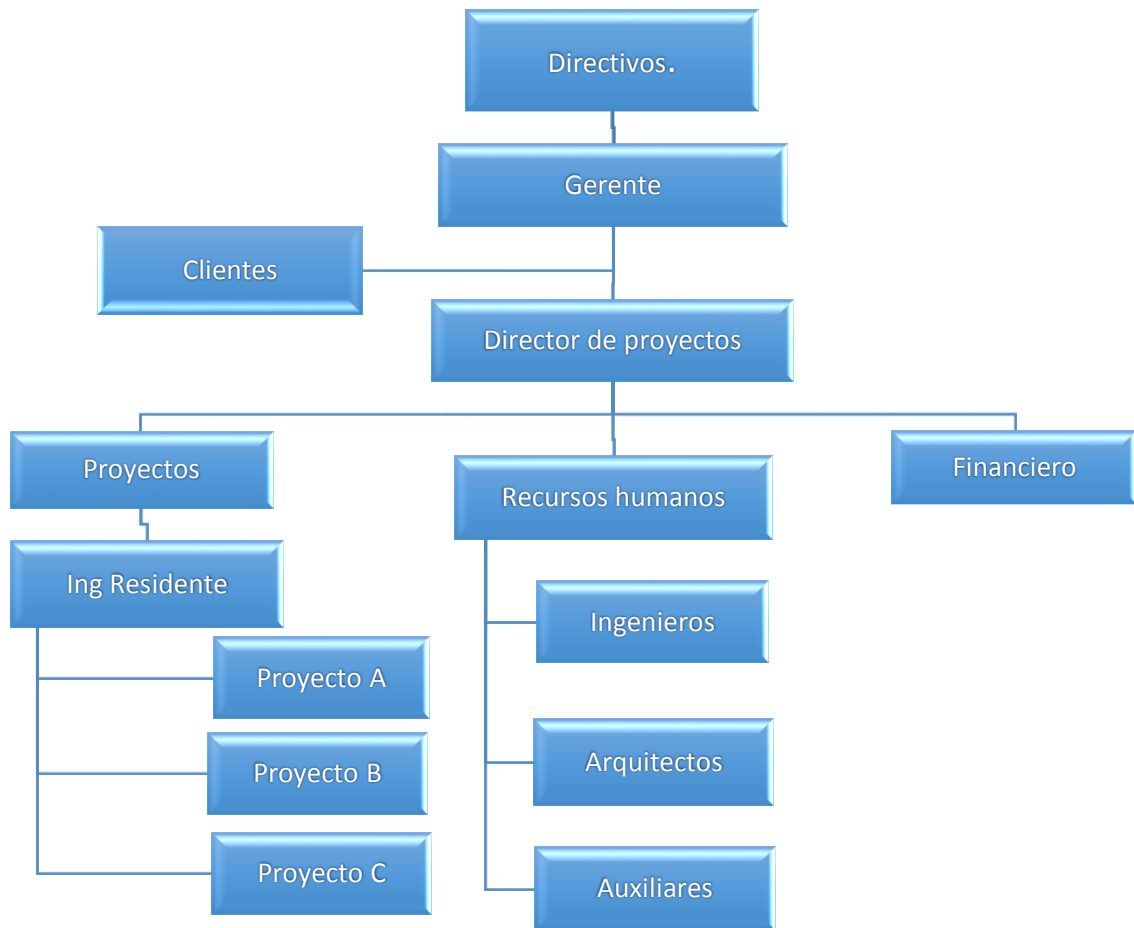 Directivos.
Gerente
Clientes
Director de proyectos
Proyectos
Recursos humanos
Financiero
Ing Residente
Ingenieros
Proyecto A
Arquitectos
Proyecto B
Proyecto C
Auxiliares